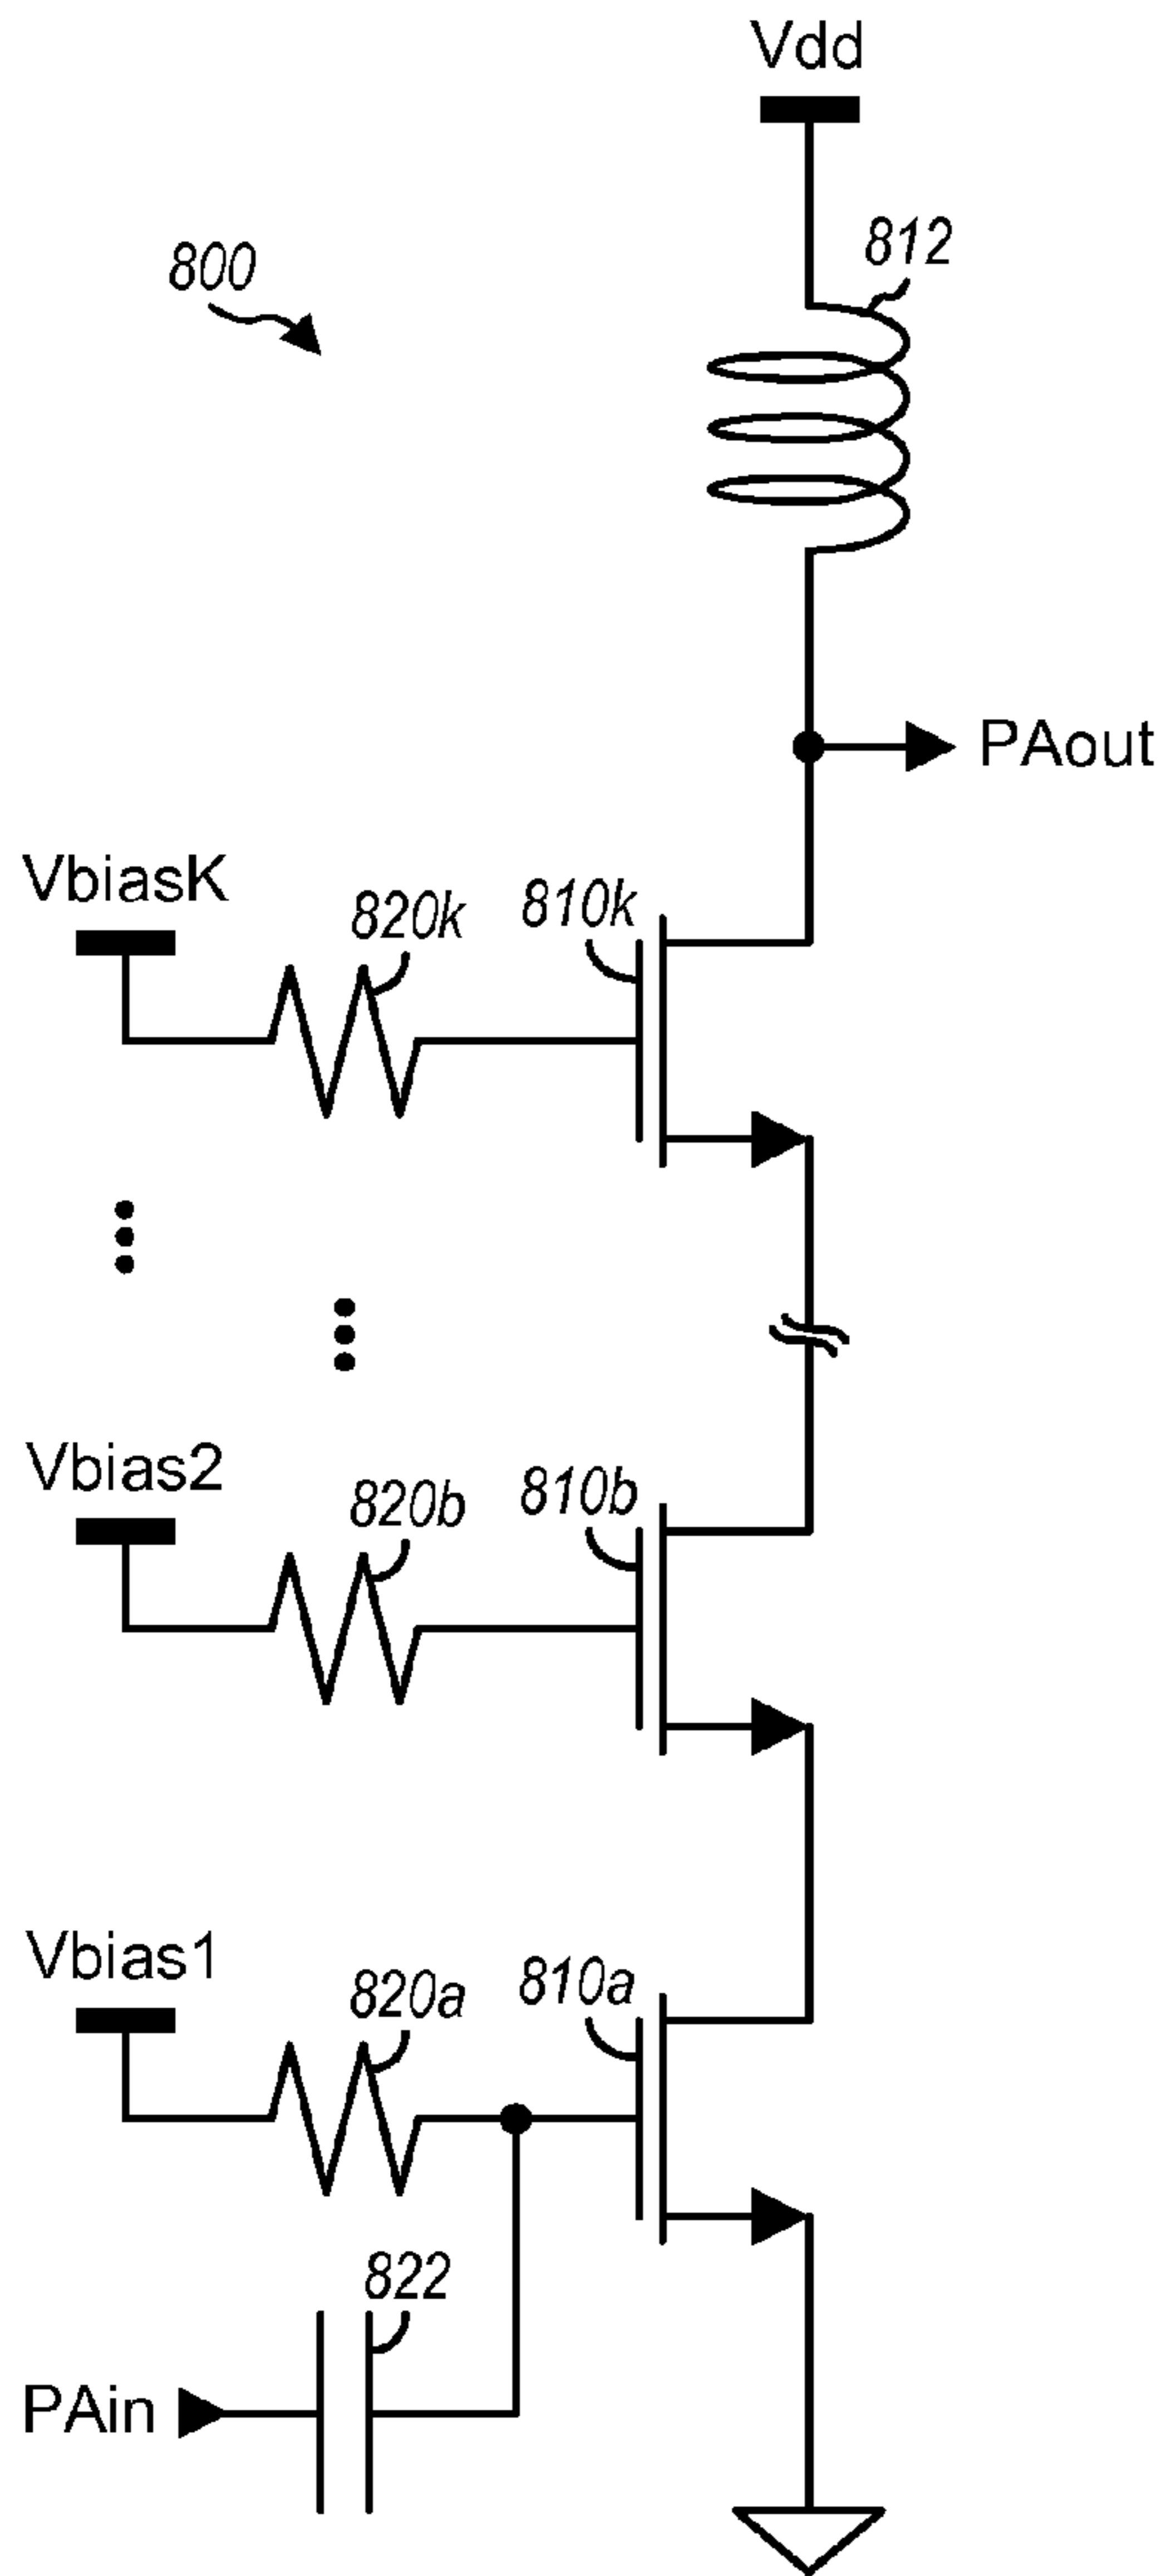 Vdd
812
800
PAout
VbiasK
820k
810k
Vbias2
820b
810b
Vbias1
820a
810a
822
PAin